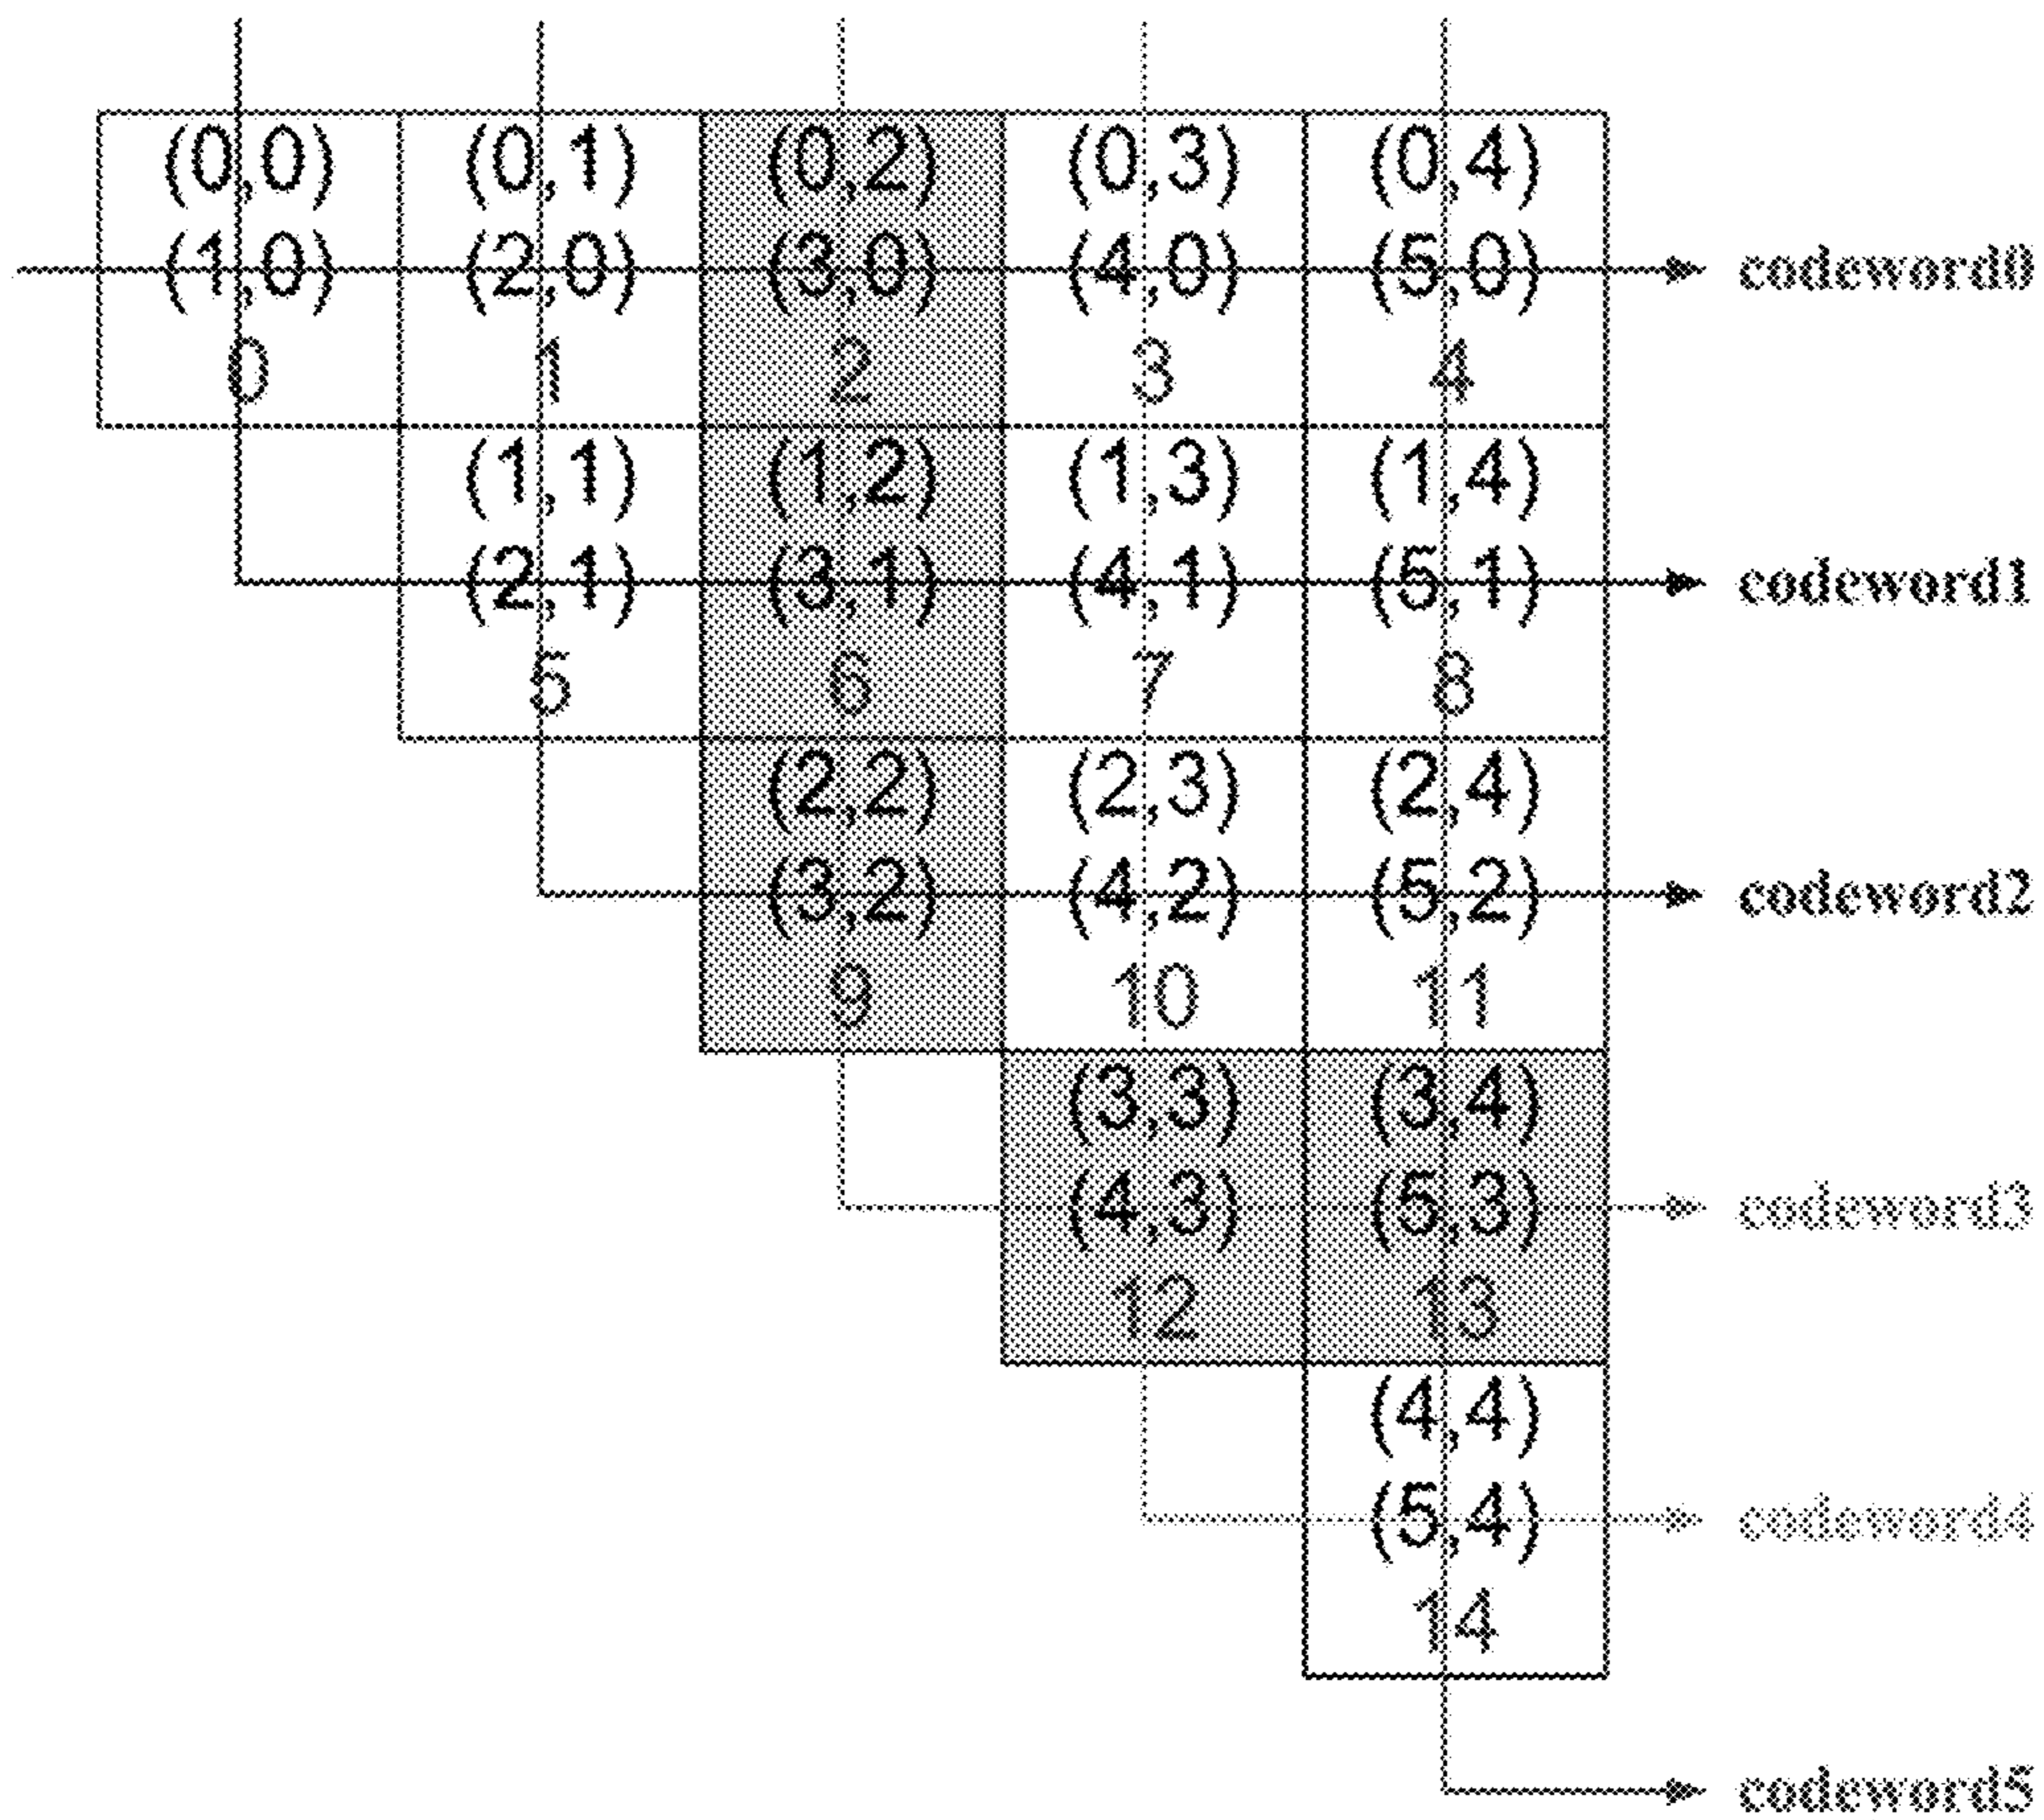 (0,0) (0,1) (0,2) (0,3) (0,4)
(1,0) (2,0) (3,0) (4,0) (5,0) codeword0
0 1 2 3 4
(1,1) (1,2) (1,3) (1,4)
(2,1) (3,1) (4,1) (5,1) codeword1
5 6 7 8
(2,2) (2,3) (2,4)
(3,2) (4,2) (5,2) codeword2
9 10 11
(3,3) (3,4)
(4,3) (5,3) codeword3
12 13
(4,4)
(5,4) codeword4
14
codeword5